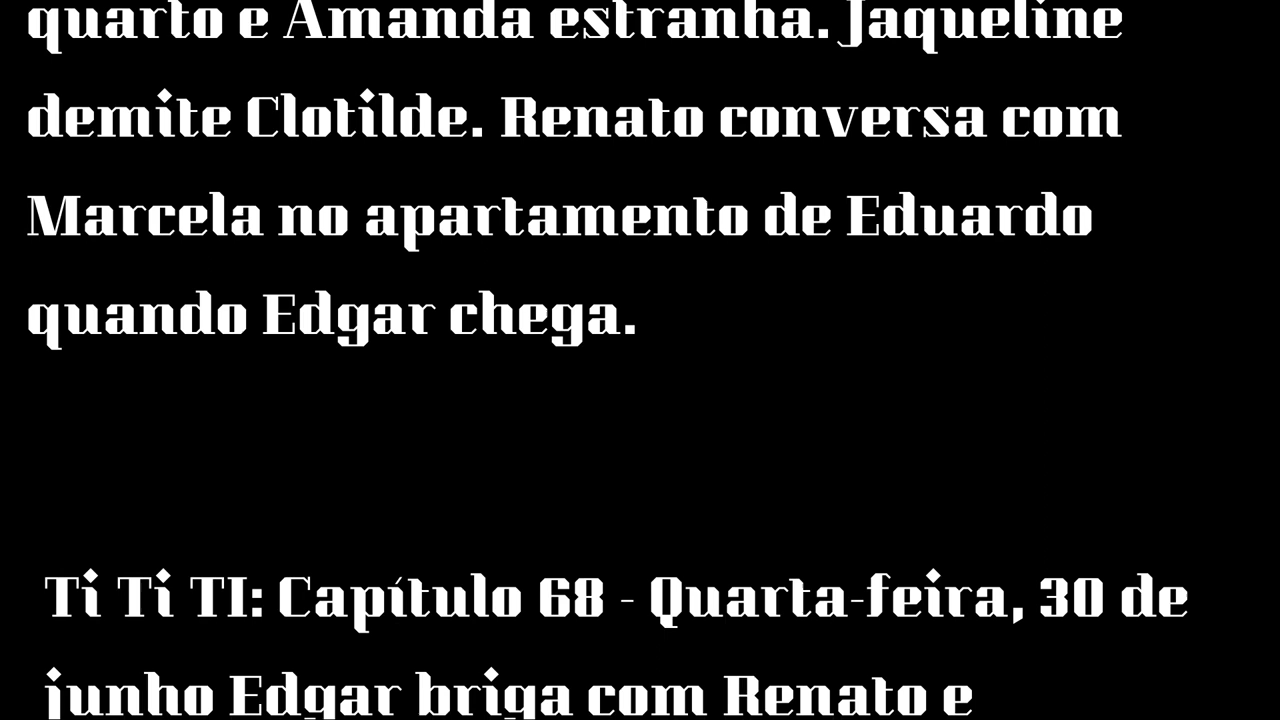 quarto e Amanda estranha. Jaqueline
demite Clotilde. Renato conversa com
Marcela no apartamento de Eduardo
quando Edgar chega.
Ti Ti TI: Capítulo 68 - Quarta-feira, 30 de
junho Edgar briga com Renato e